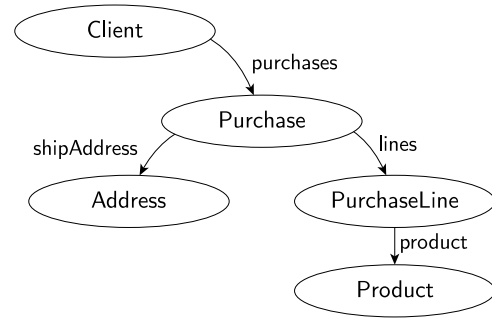 Client
purchases
Purchase
shipAddress
lines
Address
PurchaseLine
product
Product